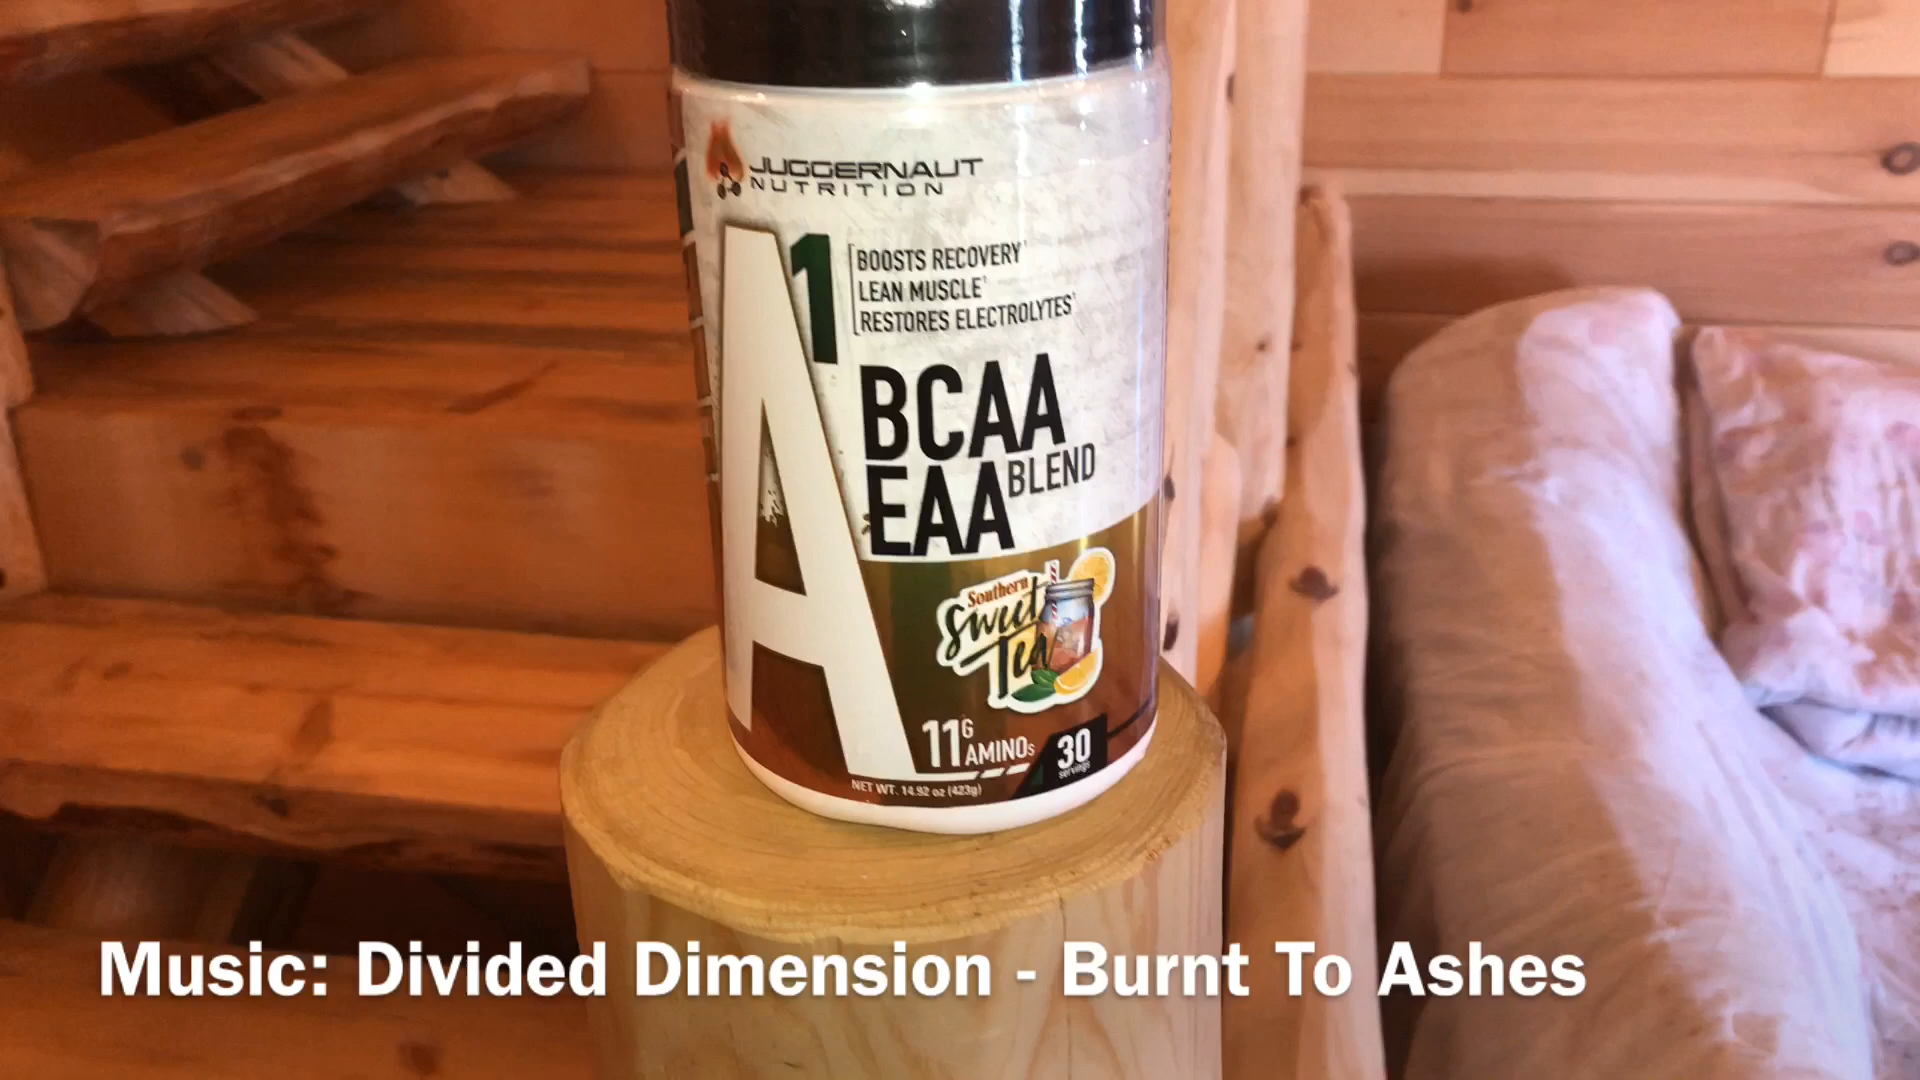 JUGGERNAUT
NUTRITION
A1
BOOSTS RECOVERY†
LEAN MUSCLE†
RESTORES ELECTROLYTES†
BCAA
EAA BLEND
Southern
Sweet
Tea
11G AMINOs
30
servings
NET WT. 14.92 oz (423g)
Music: Divided Dimension - Burnt To Ashes